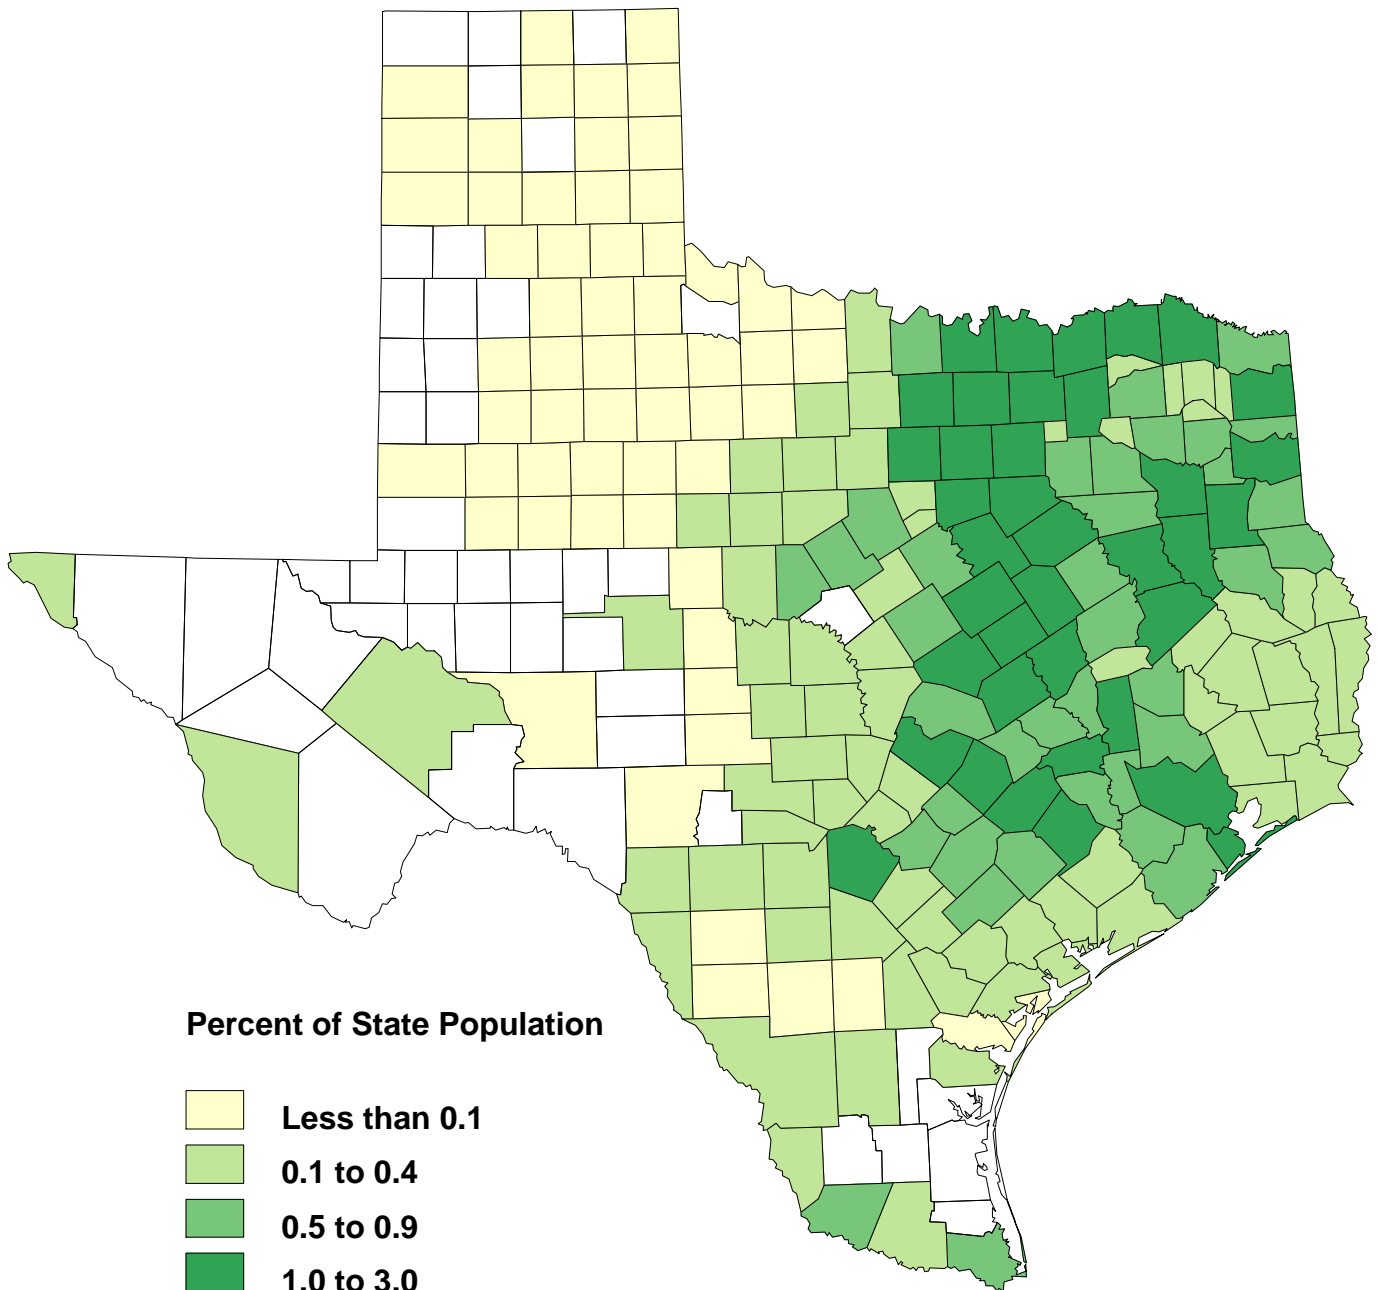 Percent of State Population
Less than 0.1
0.1 to 0.4
0.5 to 0.9
1.0 to 3.0